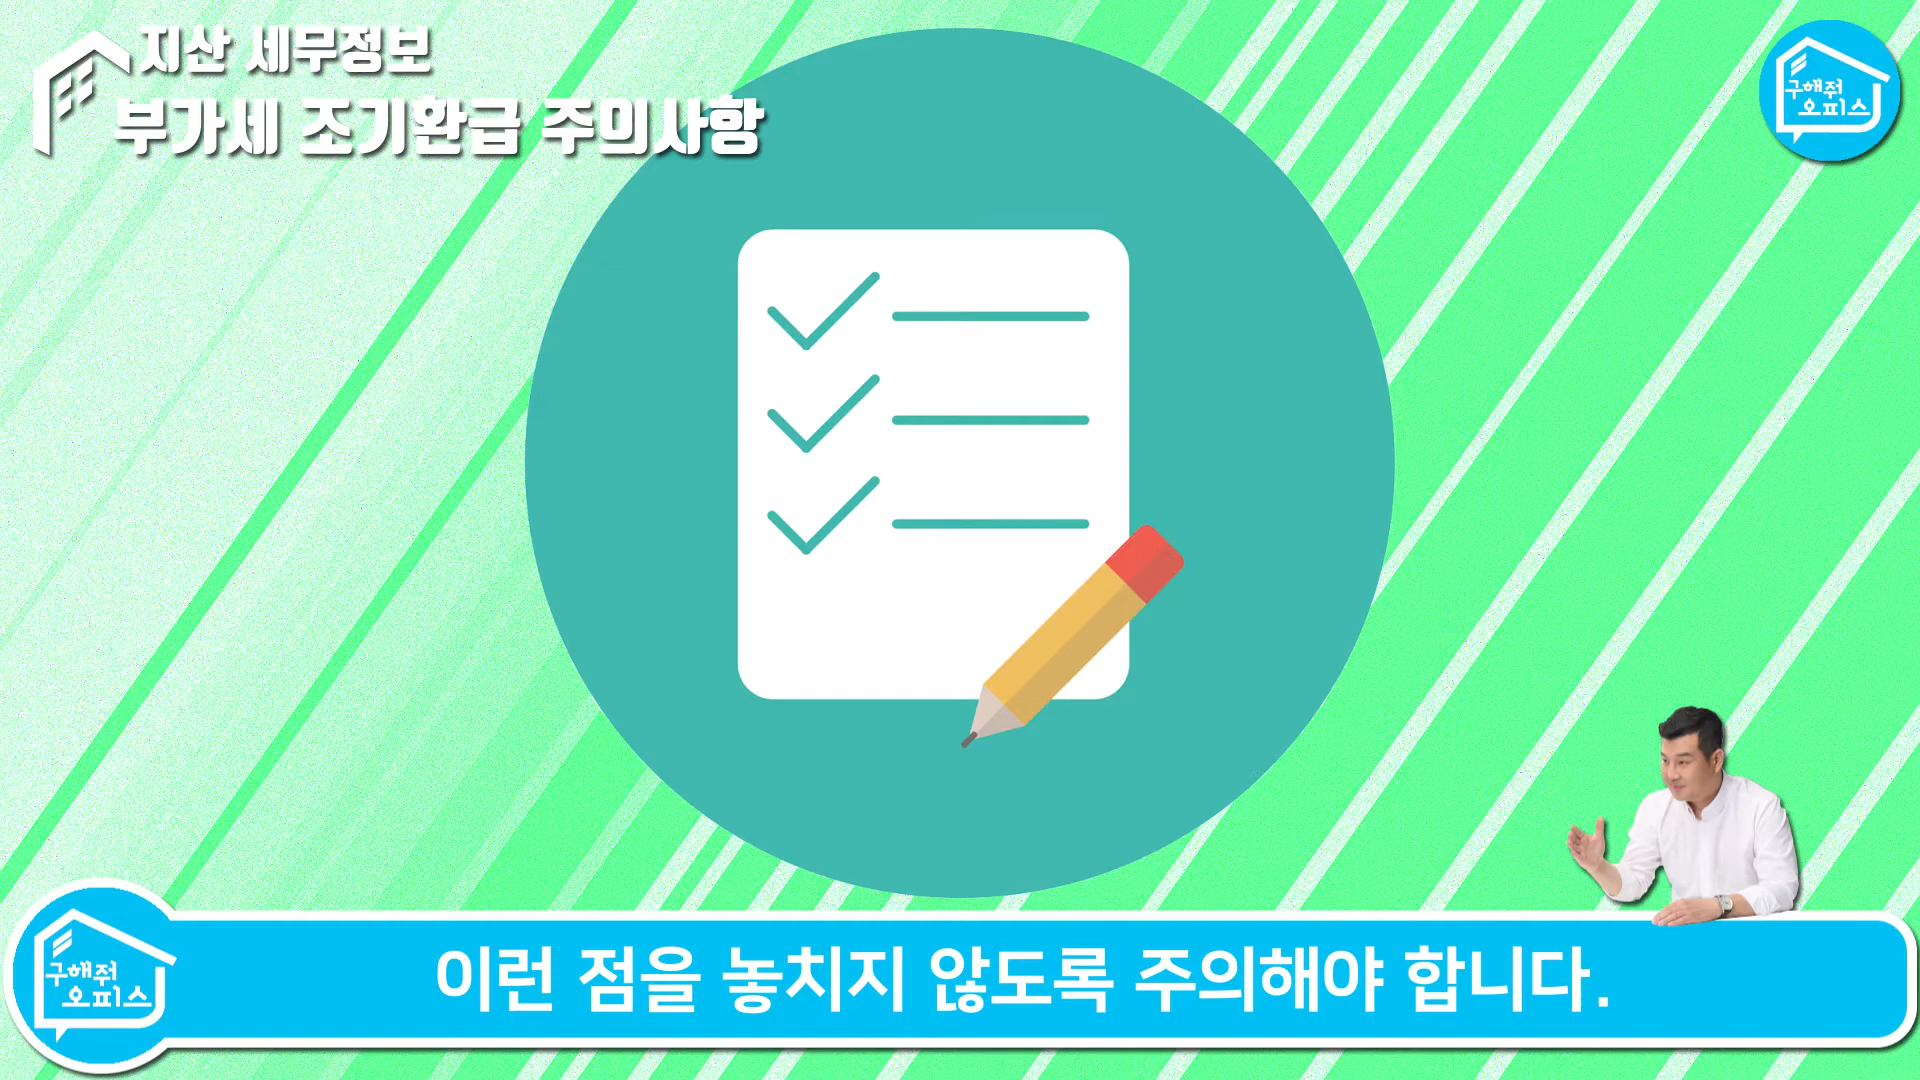 지산 세무정보
부가세 조기환급 주의사항
구해줘
오피스
구해줘
오피스
이런 점을 놓치지 않도록 주의해야 합니다.